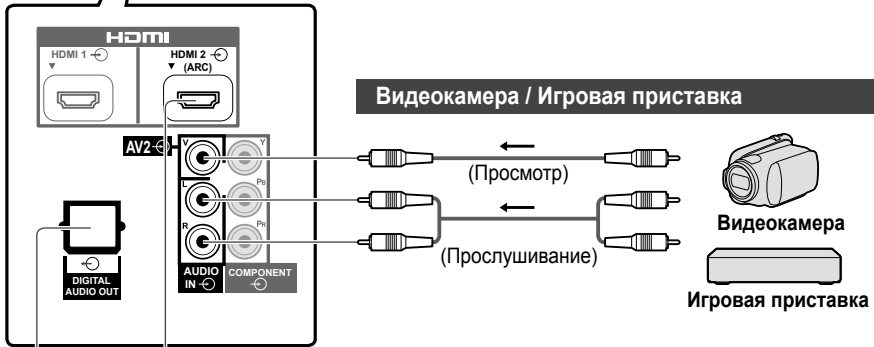 HDMI
HDMI 1
HDMI 2
(ARC)
Видеокамера / Игровая приставка
AV2
V
Y
(Просмотр)
L
PB
R
PR
(Прослушивание)
Видеокамера
AUDIO
IN
COMPONENT
DIGITAL
AUDIO OUT
Игровая приставка